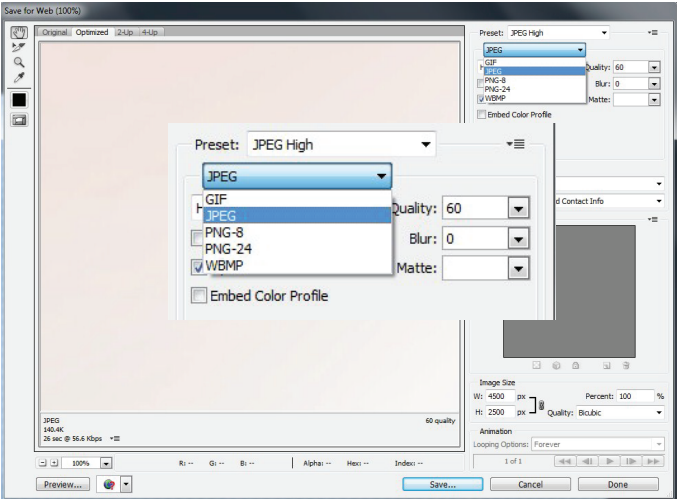 Save for Web (100%)
Original Optimized 2-Up 4-Up
Preset: JPEG High
JPEG
GIF
JPEG
PNG-8
PNG-24
WBMP
Quality: 60
Blur: 0
Matte:
Embed Color Profile
Preset: JPEG High
JPEG
GIF
JPEG
PNG-8
PNG-24
WBMP
Quality: 60
Blur: 0
Matte:
Embed Color Profile
d Contact Info
Image Size
W: 4500 px Percent: 100 %
H: 2500 px Quality: Bicubic
Animation
Looping Options: Forever
1 of 1
JPEG 60 quality
140.4K
26 sec @ 56.6 Kbps
100% R: -- G: -- B: -- Alpha: -- Hex: -- Index: --
Preview... Save... Cancel Done